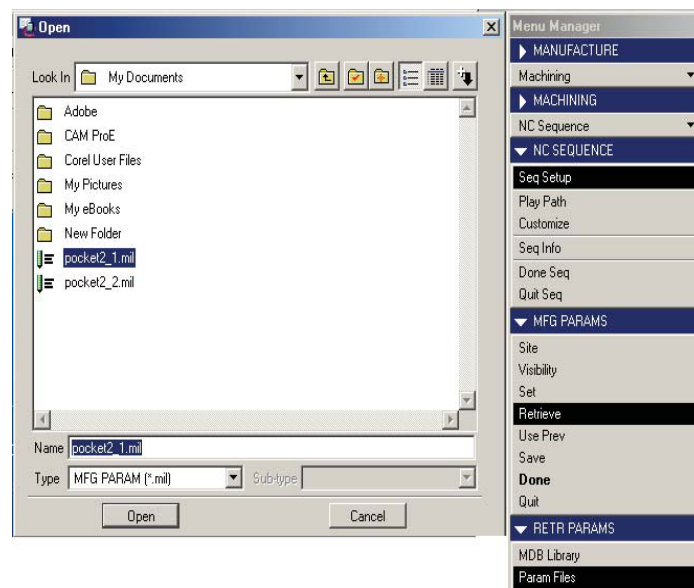 Open
Look In My Documents
Adobe
CAM ProE
Corel User Files
My Pictures
My eBooks
New Folder
pocket2_1.mil
pocket2_2.mil
Name pocket2_1.mil
Type MFG PARAM (*.mil) Sub-type
Open Cancel
Menu Manager
MANUFACTURE
Machining
MACHINING
NC Sequence
NC SEQUENCE
Seq Setup
Play Path
Customize
Seq Info
Done Seq
Quit Seq
MFG PARAMS
Site
Visibility
Set
Retrieve
Use Prev
Save
Done
Quit
RETR PARAMS
MDB Library
Param Files